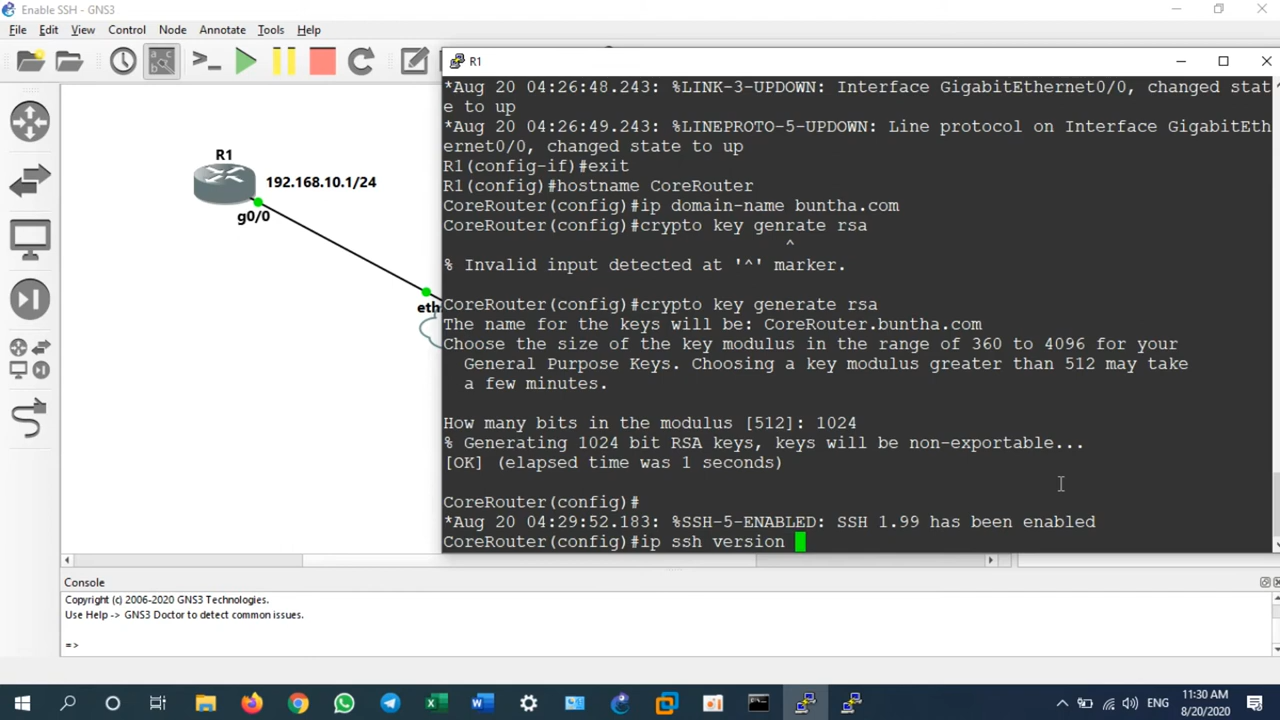 Enable SSH - GNS3
File Edit View Control Node Annotate Tools Help
R1
192.168.10.1/24
g0/0
eth
R1
*Aug 20 04:26:48.243: %LINK-3-UPDOWN: Interface GigabitEthernet0/0, changed stat
e to up
*Aug 20 04:26:49.243: %LINEPROTO-5-UPDOWN: Line protocol on Interface GigabitEth
ernet0/0, changed state to up
R1(config-if)#exit
R1(config)#hostname CoreRouter
CoreRouter(config)#ip domain-name buntha.com
CoreRouter(config)#crypto key genrate rsa
^
% Invalid input detected at '^' marker.
CoreRouter(config)#crypto key generate rsa
The name for the keys will be: CoreRouter.buntha.com
Choose the size of the key modulus in the range of 360 to 4096 for your
General Purpose Keys. Choosing a key modulus greater than 512 may take
a few minutes.
How many bits in the modulus [512]: 1024
% Generating 1024 bit RSA keys, keys will be non-exportable...
[OK] (elapsed time was 1 seconds)
CoreRouter(config)#
*Aug 20 04:29:52.183: %SSH-5-ENABLED: SSH 1.99 has been enabled
CoreRouter(config)#ip ssh version
Console
Copyright (c) 2006-2020 GNS3 Technologies.
Use Help -> GNS3 Doctor to detect common issues.
=>
ENG
11:30 AM
8/20/2020